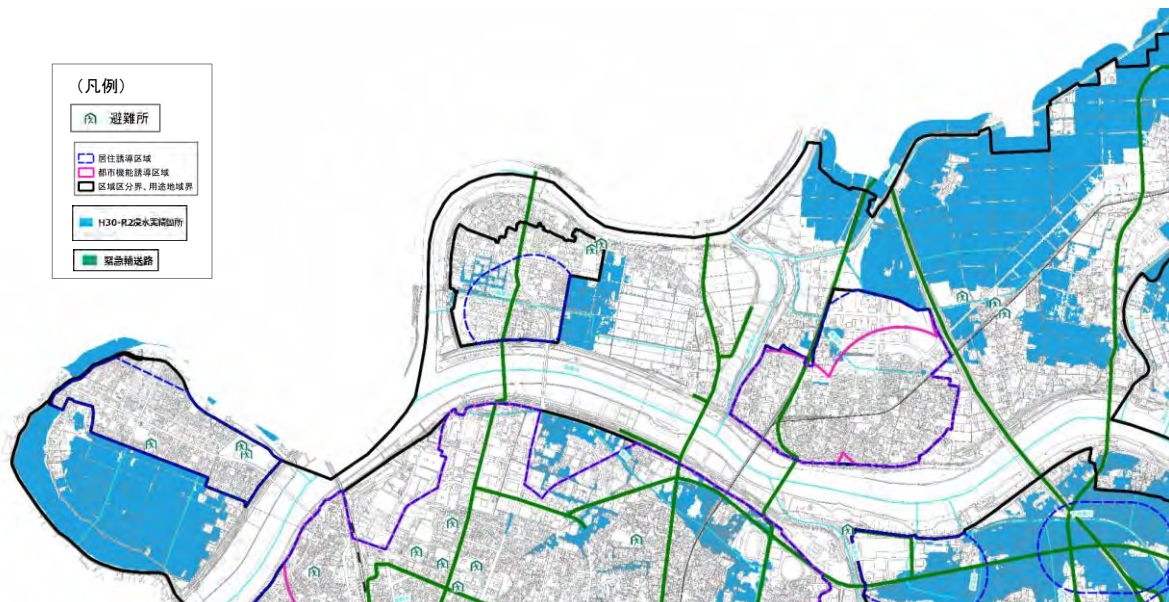 (凡例)
避難所
居住誘導区域
都市機能誘導区域
区域区分界、用途地域界
H30-R2浸水実績箇所
緊急輸送路